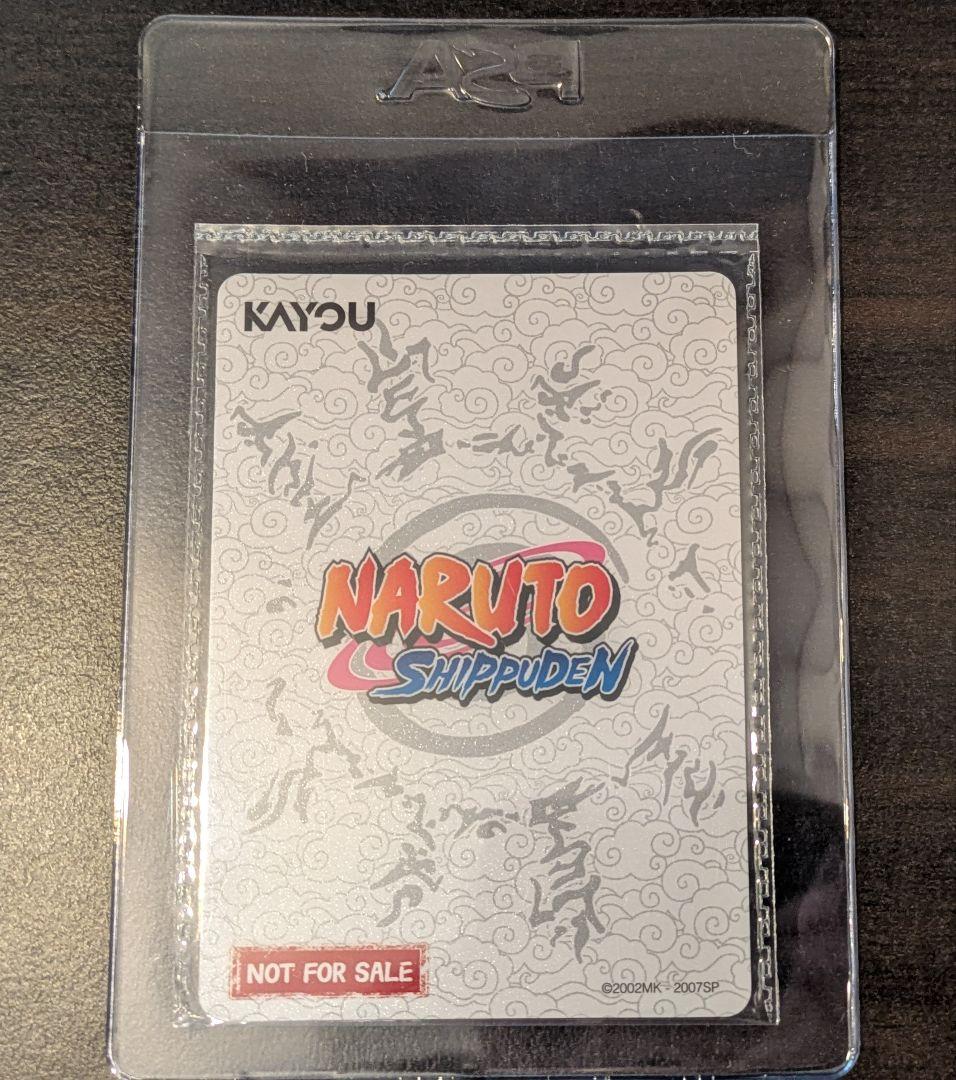 PSA
KAYOU
NARUTO
SHIPPUDEN
NOT FOR SALE
©2002MK - 2007SP